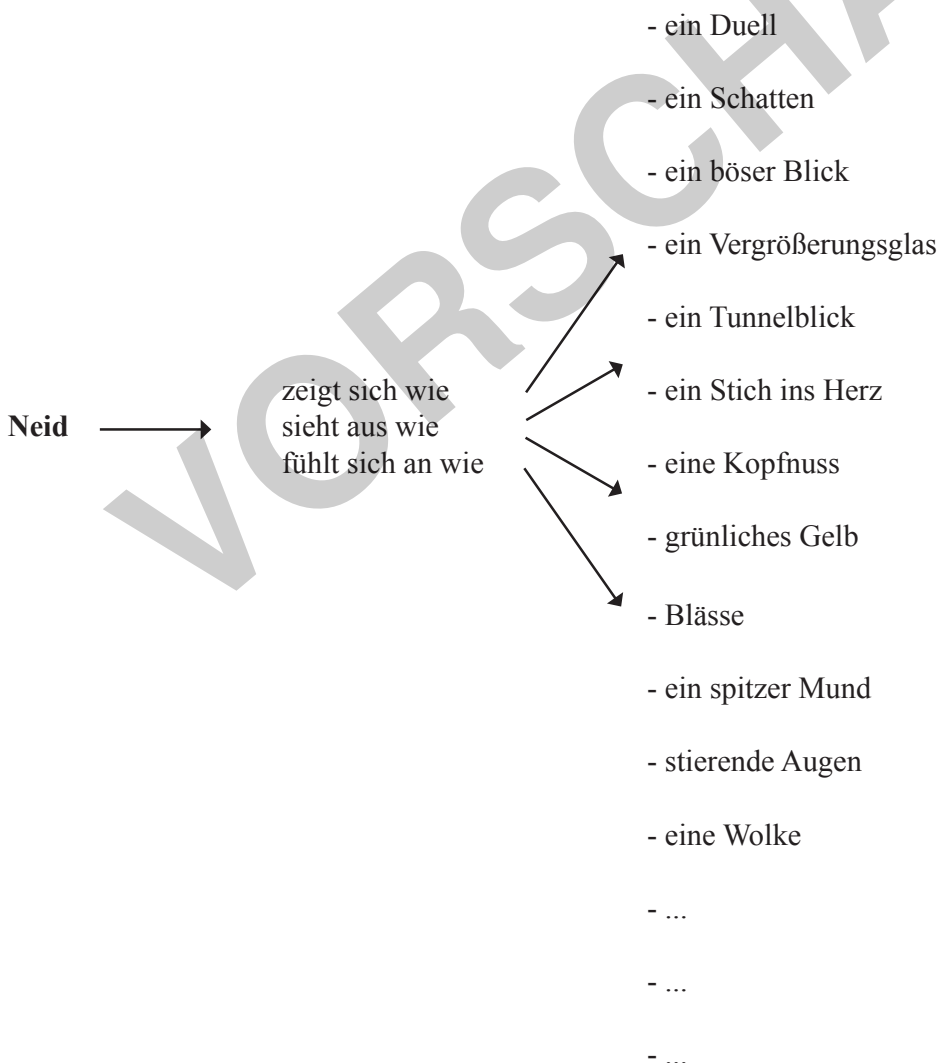 - ein Duell
- ein Schatten
- ein böser Blick
- ein Vergrößerungsglas
- ein Tunnelblick
zeigt sich wie
- ein Stich ins Herz
Neid
sieht aus wie
fühlt sich an wie
- eine Kopfnuss
- grünliches Gelb
- Blässe
- ein spitzer Mund
- stierende Augen
- eine Wolke
- ...
- ...
- ...
VORSCHA